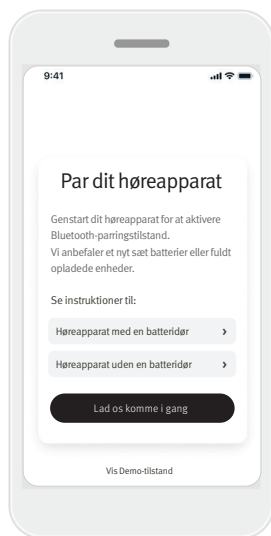 9:41
Par dit høreapparat
Genstart dit høreapparat for at aktivere
Bluetooth-parringstilstand.
Vi anbefaler et nyt sæt batterier eller fuldt
opladede enheder.
Se instruktioner til:
Høreapparat med en batteridør
Høreapparat uden en batteridør
Lad os komme i gang
Vis Demo-tilstand